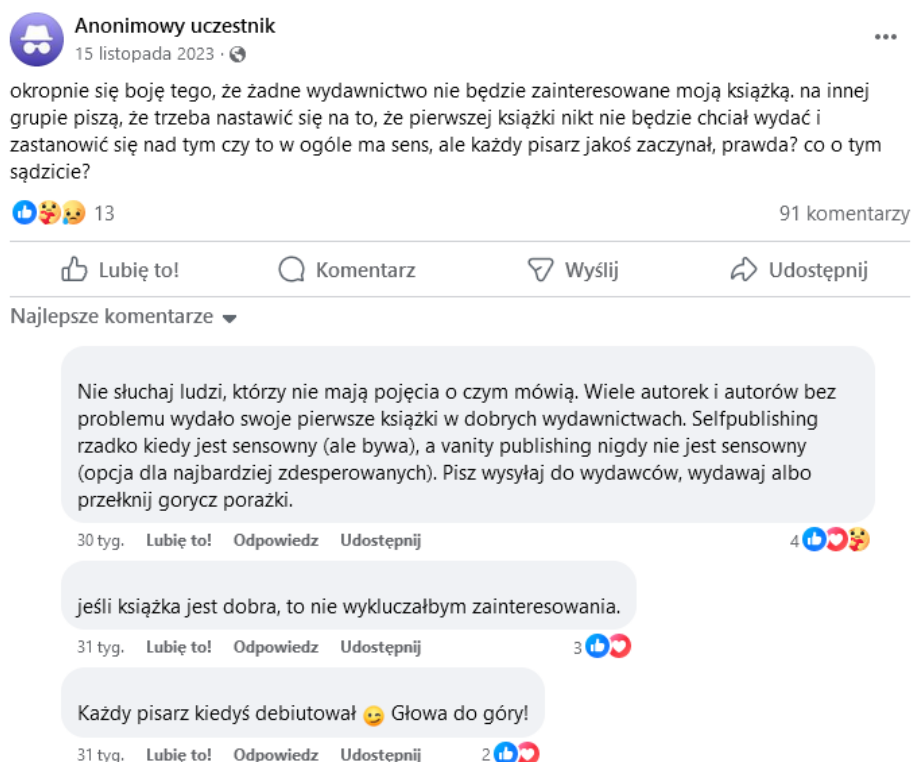 Anonimowy uczestnik
15 listopada 2023 ·
okropnie się boję tego, że żadne wydawnictwo nie będzie zainteresowane moją książką. na innej
grupie piszą, że trzeba nastawić się na to, że pierwszej książki nikt nie będzie chciał wydać i
zastanowić się nad tym czy to w ogóle ma sens, ale każdy pisarz jakoś zaczynał, prawda? co o tym
sądzicie?
13 91 komentarzy
Lubię to! Komentarz Wyślij Udostępnij
Najlepsze komentarze
Nie słuchaj ludzi, którzy nie mają pojęcia o czym mówią. Wiele autorek i autorów bez
problemu wydało swoje pierwsze książki w dobrych wydawnictwach. Selfpublishing
rzadko kiedy jest sensowny (ale bywa), a vanity publishing nigdy nie jest sensowny
(opcja dla najbardziej zdesperowanych). Pisz wysyłaj do wydawców, wydawaj albo
przełknij gorycz porażki.
30 tyg. Lubię to! Odpowiedz Udostępnij 4
jeśli książka jest dobra, to nie wykluczałbym zainteresowania.
31 tyg. Lubię to! Odpowiedz Udostępnij 3
Każdy pisarz kiedyś debiutował 😉 Głowa do góry!
31 tyg. Lubię to! Odpowiedz Udostępnij 2